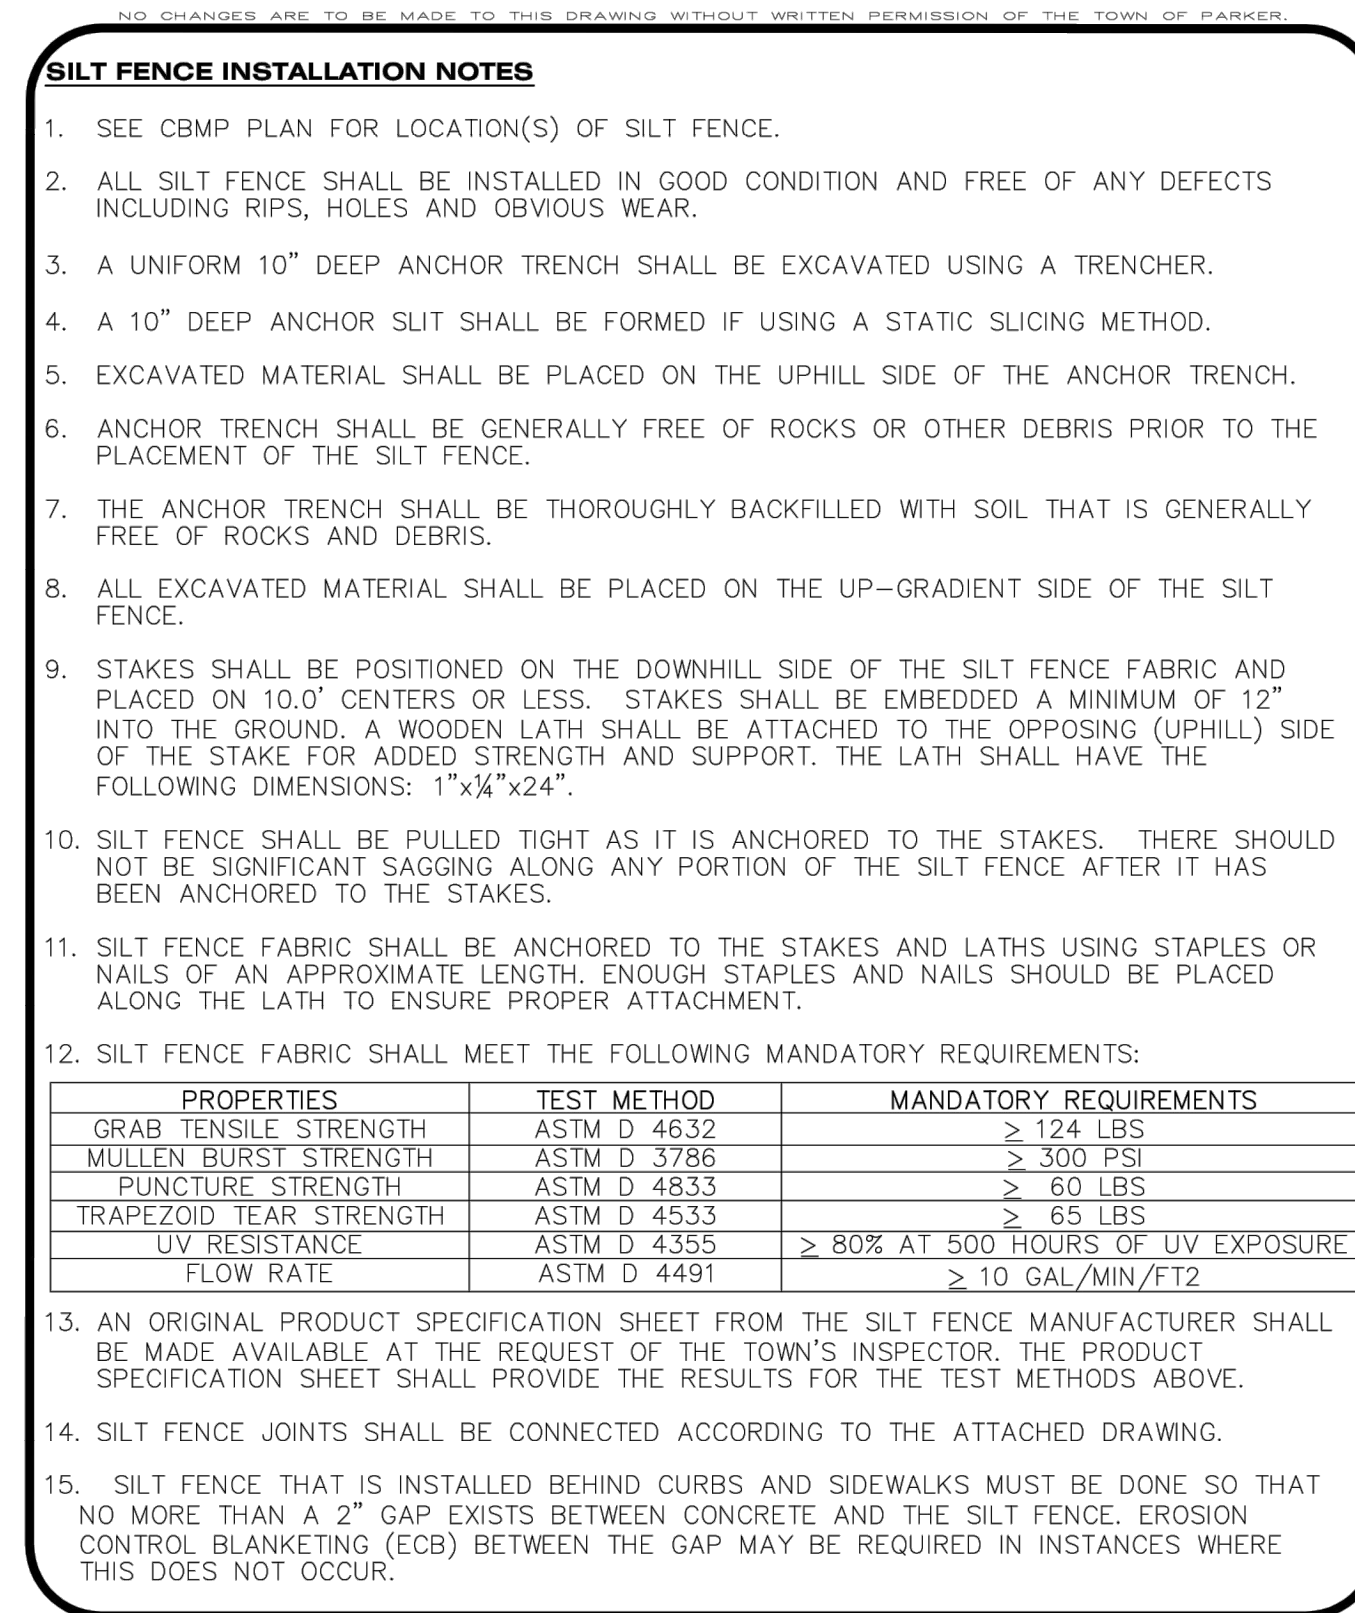 NO CHANGES ARE TO BE MADE TO THIS DRAWING WITHOUT WRITTEN PERMISSION OF THE TOWN OF PARKER.
SILT FENCE INSTALLATION NOTES
1. SEE CBMP PLAN FOR LOCATION(S) OF SILT FENCE.
2. ALL SILT FENCE SHALL BE INSTALLED IN GOOD CONDITION AND FREE OF ANY DEFECTS
INCLUDING RIPS, HOLES AND OBVIOUS WEAR.
3. A UNIFORM 10" DEEP ANCHOR TRENCH SHALL BE EXCAVATED USING A TRENCHER.
4. A 10" DEEP ANCHOR SLIT SHALL BE FORMED IF USING A STATIC SLICING METHOD.
5. EXCAVATED MATERIAL SHALL BE PLACED ON THE UPHILL SIDE OF THE ANCHOR TRENCH.
6. ANCHOR TRENCH SHALL BE GENERALLY FREE OF ROCKS OR OTHER DEBRIS PRIOR TO THE
PLACEMENT OF THE SILT FENCE.
7. THE ANCHOR TRENCH SHALL BE THOROUGHLY BACKFILLED WITH SOIL THAT IS GENERALLY
FREE OF ROCKS AND DEBRIS.
8. ALL EXCAVATED MATERIAL SHALL BE PLACED ON THE UP-GRADIENT SIDE OF THE SILT
FENCE.
9. STAKES SHALL BE POSITIONED ON THE DOWNHILL SIDE OF THE SILT FENCE FABRIC AND
PLACED ON 10.0' CENTERS OR LESS. STAKES SHALL BE EMBEDDED A MINIMUM OF 12"
INTO THE GROUND. A WOODEN LATH SHALL BE ATTACHED TO THE OPPOSING (UPHILL) SIDE
OF THE STAKE FOR ADDED STRENGTH AND SUPPORT. THE LATH SHALL HAVE THE
FOLLOWING DIMENSIONS: 1"x¼"x24".
10. SILT FENCE SHALL BE PULLED TIGHT AS IT IS ANCHORED TO THE STAKES. THERE SHOULD
NOT BE SIGNIFICANT SAGGING ALONG ANY PORTION OF THE SILT FENCE AFTER IT HAS
BEEN ANCHORED TO THE STAKES.
11. SILT FENCE FABRIC SHALL BE ANCHORED TO THE STAKES AND LATHS USING STAPLES OR
NAILS OF AN APPROXIMATE LENGTH. ENOUGH STAPLES AND NAILS SHOULD BE PLACED
ALONG THE LATH TO ENSURE PROPER ATTACHMENT.
12. SILT FENCE FABRIC SHALL MEET THE FOLLOWING MANDATORY REQUIREMENTS:
PROPERTIES TEST METHOD MANDATORY REQUIREMENTS
GRAB TENSILE STRENGTH ASTM D 4632 ≥ 124 LBS
MULLEN BURST STRENGTH ASTM D 3786 ≥ 300 PSI
PUNCTURE STRENGTH ASTM D 4833 ≥ 60 LBS
TRAPEZOID TEAR STRENGTH ASTM D 4533 ≥ 65 LBS
UV RESISTANCE ASTM D 4355 ≥ 80% AT 500 HOURS OF UV EXPOSURE
FLOW RATE ASTM D 4491 ≥ 10 GAL/MIN/FT2
13. AN ORIGINAL PRODUCT SPECIFICATION SHEET FROM THE SILT FENCE MANUFACTURER SHALL
BE MADE AVAILABLE AT THE REQUEST OF THE TOWN'S INSPECTOR. THE PRODUCT
SPECIFICATION SHEET SHALL PROVIDE THE RESULTS FOR THE TEST METHODS ABOVE.
14. SILT FENCE JOINTS SHALL BE CONNECTED ACCORDING TO THE ATTACHED DRAWING.
15. SILT FENCE THAT IS INSTALLED BEHIND CURBS AND SIDEWALKS MUST BE DONE SO THAT
NO MORE THAN A 2" GAP EXISTS BETWEEN CONCRETE AND THE SILT FENCE. EROSION
CONTROL BLANKETING (ECB) BETWEEN THE GAP MAY BE REQUIRED IN INSTANCES WHERE
THIS DOES NOT OCCUR.